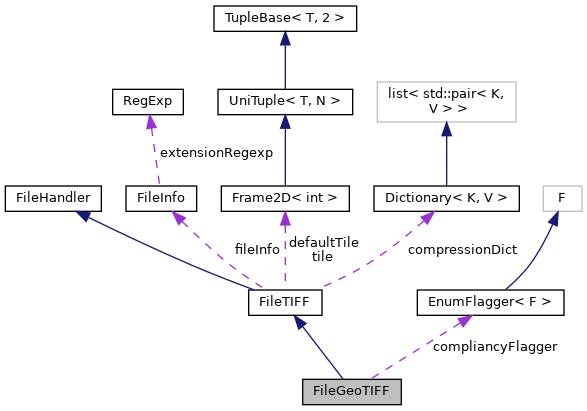 TupleBase< T, 2 >
RegExp
UniTuple< T, N >
list< std::pair< K,
V > >
extensionRegexp
FileHandler
FileInfo
Frame2D< int >
Dictionary< K, V >
F
fileInfo
defaultTile
tile
compressionDict
FileTIFF
EnumFlagger< F >
compliancyFlagger
FileGeoTIFF